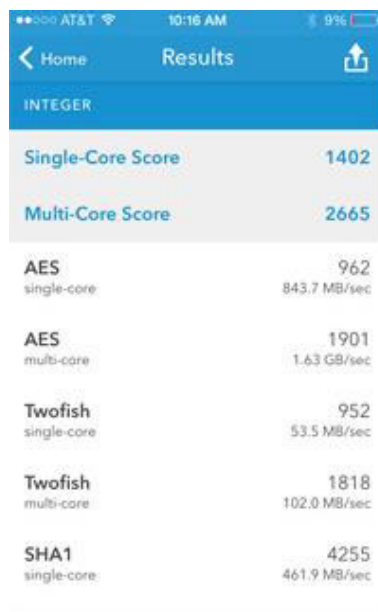 AT&T 10:16 AM 9%
Home Results
INTEGER
Single-Core Score 1402
Multi-Core Score 2665
AES 962
single-core 843.7 MB/sec
AES 1901
multi-core 1.63 GB/sec
Twofish 952
single-core 53.5 MB/sec
Twofish 1818
multi-core 102.0 MB/sec
SHA1 4255
single-core 461.9 MB/sec